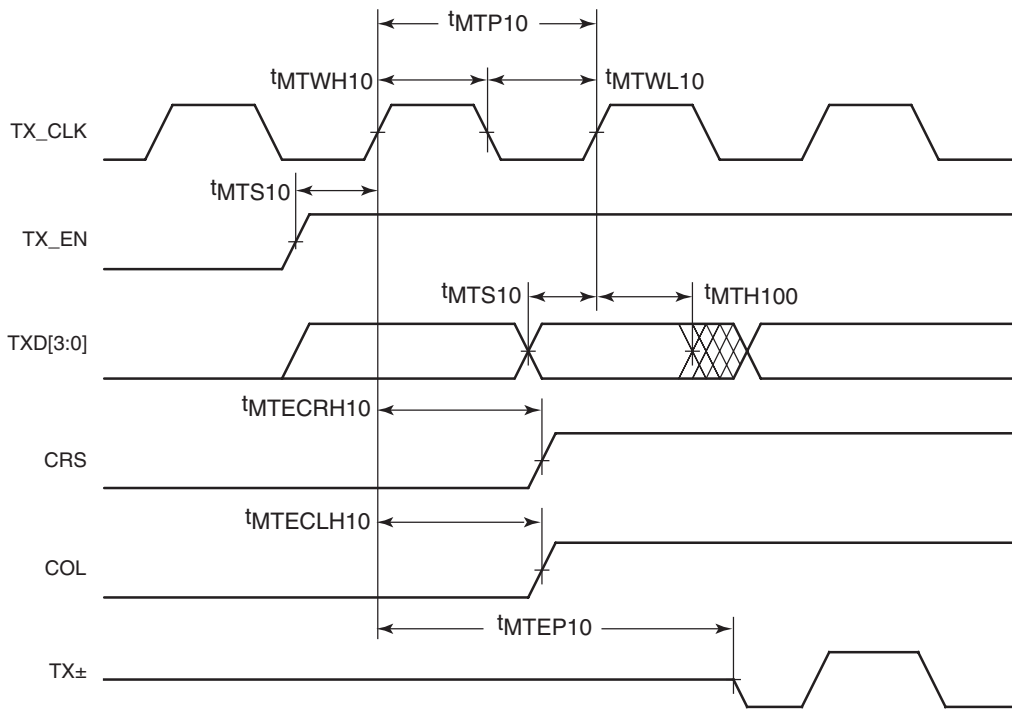 tMTP10
tMTWH10
tMTWL10
TX_CLK
tMTS10
TX_EN
tMTS10
tMTH100
TXD[3:0]
tMTECRH10
CRS
tMTECLH10
COL
tMTEP10
TX±